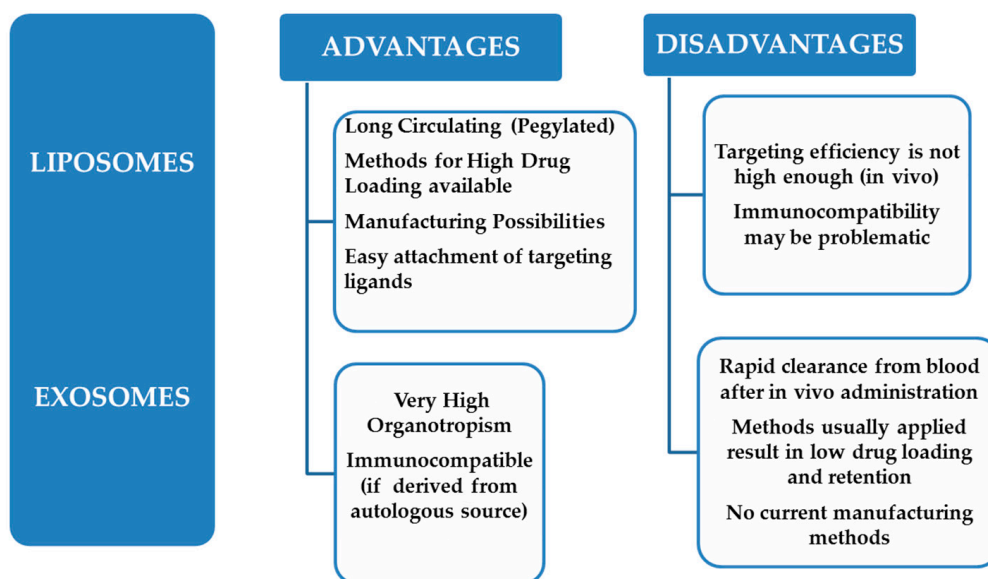 ADVANTAGES
DISADVANTAGES
LIPOSOMES
Long Circulating (Pegylated)
Methods for High Drug
Loading available
Manufacturing Possibilities
Easy attachment of targeting
ligands
Targeting efficiency is not
high enough (in vivo)
Immunocompatibility
may be problematic
EXOSOMES
Very High
Organotropism
Immunocompatible
(if derived from
autologous source)
Rapid clearance from blood
after in vivo administration
Methods usually applied
result in low drug loading
and retention
No current manufacturing
methods